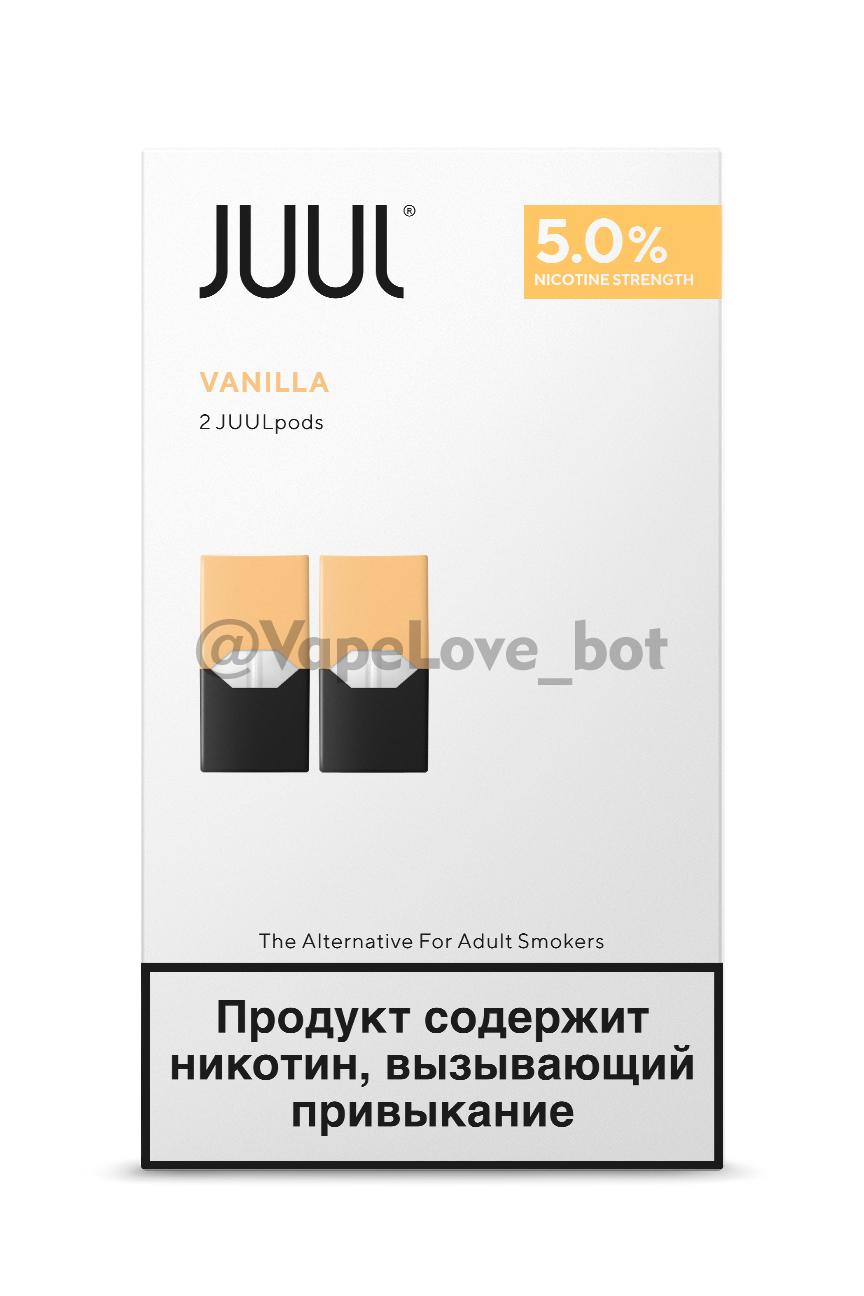 JUUL®
5.0%
NICOTINE STRENGTH
VANILLA
2 JUULpods
@VapeLove_bot
The Alternative For Adult Smokers
Продукт содержит
никотин, вызывающий
привыкание